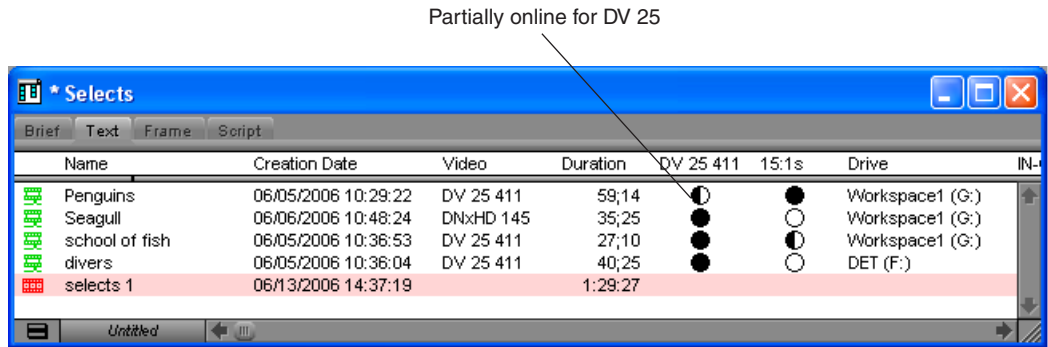 Partially online for DV 25
* Selects
Brief Text Frame Script
Name Creation Date Video Duration DV 25 411 15:1s Drive IN-
Penguins 06/05/2006 10:29:22 DV 25 411 59;14 Workspace1 (G:)
Seagull 06/05/2006 10:48:24 DNxHD 145 35;25 Workspace1 (G:)
school of fish 06/05/2006 10:36:53 DV 25 411 27;10 Workspace1 (G:)
divers 06/05/2006 10:36:04 DV 25 411 40;25 DET (F:)
selects 1 06/13/2006 14:37:19 1:29:27
Untitled